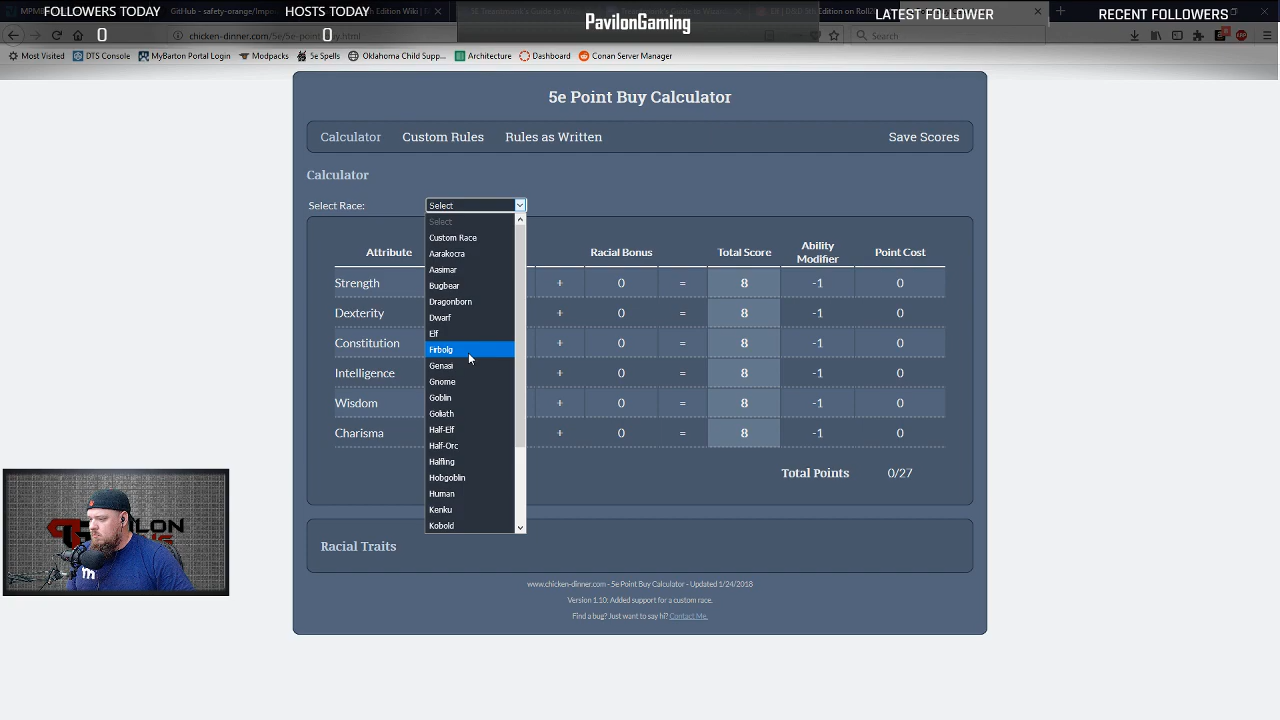 FOLLOWERS TODAY
0
HOSTS TODAY
0
PavilonGaming
LATEST FOLLOWER
RECENT FOLLOWERS
chicken-dinner.com/5e/5e-point
Search
Most Visited
DTS Console
MyBarton Portal Login
Modpacks
5e Spells
Oklahoma Child Supp...
Architecture
Dashboard
Conan Server Manager
5e Point Buy Calculator
Calculator
Custom Rules
Rules as Written
Save Scores
Calculator
Select Race:
Select
Select
Custom Race
Aarakocra
Aasimar
Bugbear
Dragonborn
Dwarf
Elf
Firbolg
Genasi
Gnome
Goblin
Goliath
Half-Elf
Half-Orc
Halfling
Hobgoblin
Human
Kenku
Kobold
Attribute Racial Bonus Total Score Ability Modifier Point Cost
Strength + 0 = 8 -1 0
Dexterity + 0 = 8 -1 0
Constitution + 0 = 8 -1 0
Intelligence + 0 = 8 -1 0
Wisdom + 0 = 8 -1 0
Charisma + 0 = 8 -1 0
Total Points 0/27
Racial Traits
www.chicken-dinner.com - 5e Point Buy Calculator - Updated 1/24/2018
Version 1.10: Added support for a custom race.
Find a bug? Just want to say hi? Contact Me.